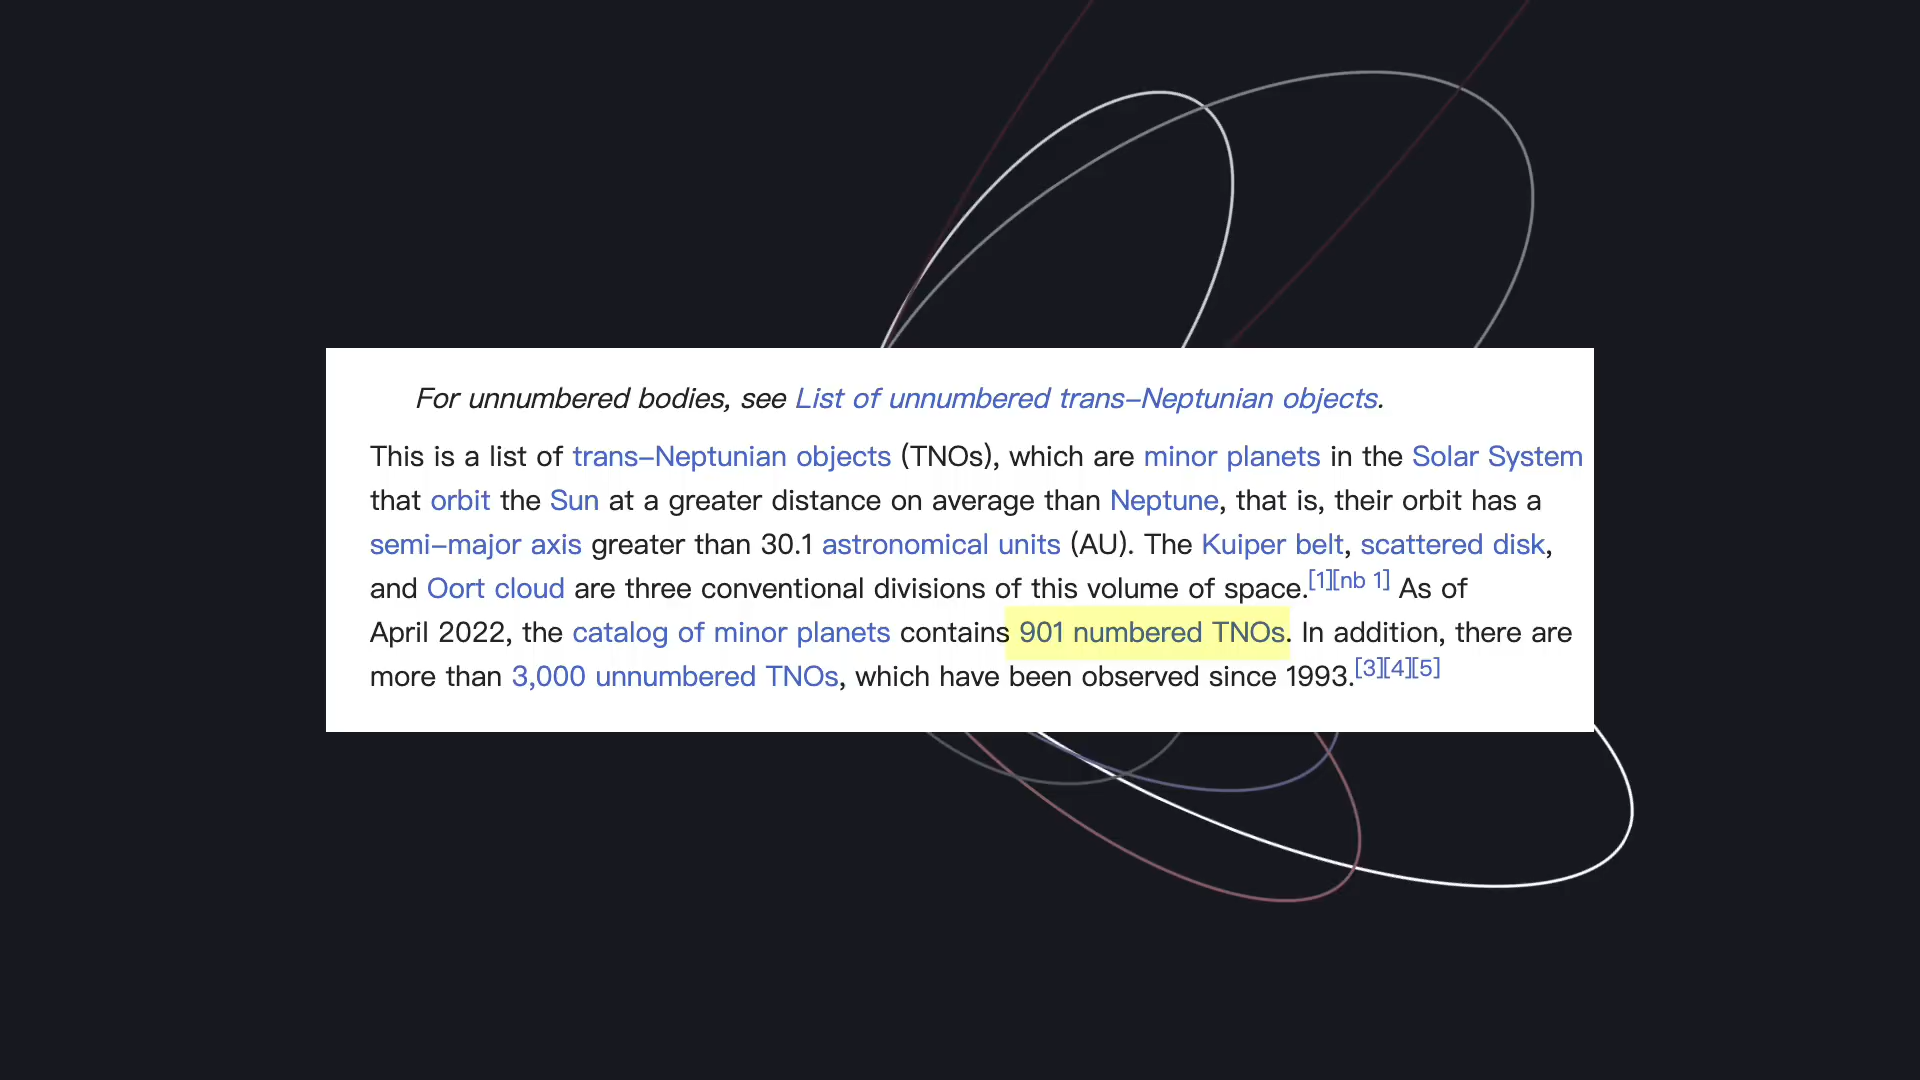 For unnumbered bodies, see List of unnumbered trans–Neptunian objects.
This is a list of trans–Neptunian objects (TNOs), which are minor planets in the Solar System
that orbit the Sun at a greater distance on average than Neptune, that is, their orbit has a
semi–major axis greater than 30.1 astronomical units (AU). The Kuiper belt, scattered disk,
and Oort cloud are three conventional divisions of this volume of space.[1][nb 1] As of
April 2022, the catalog of minor planets contains 901 numbered TNOs. In addition, there are
more than 3,000 unnumbered TNOs, which have been observed since 1993.[3][4][5]